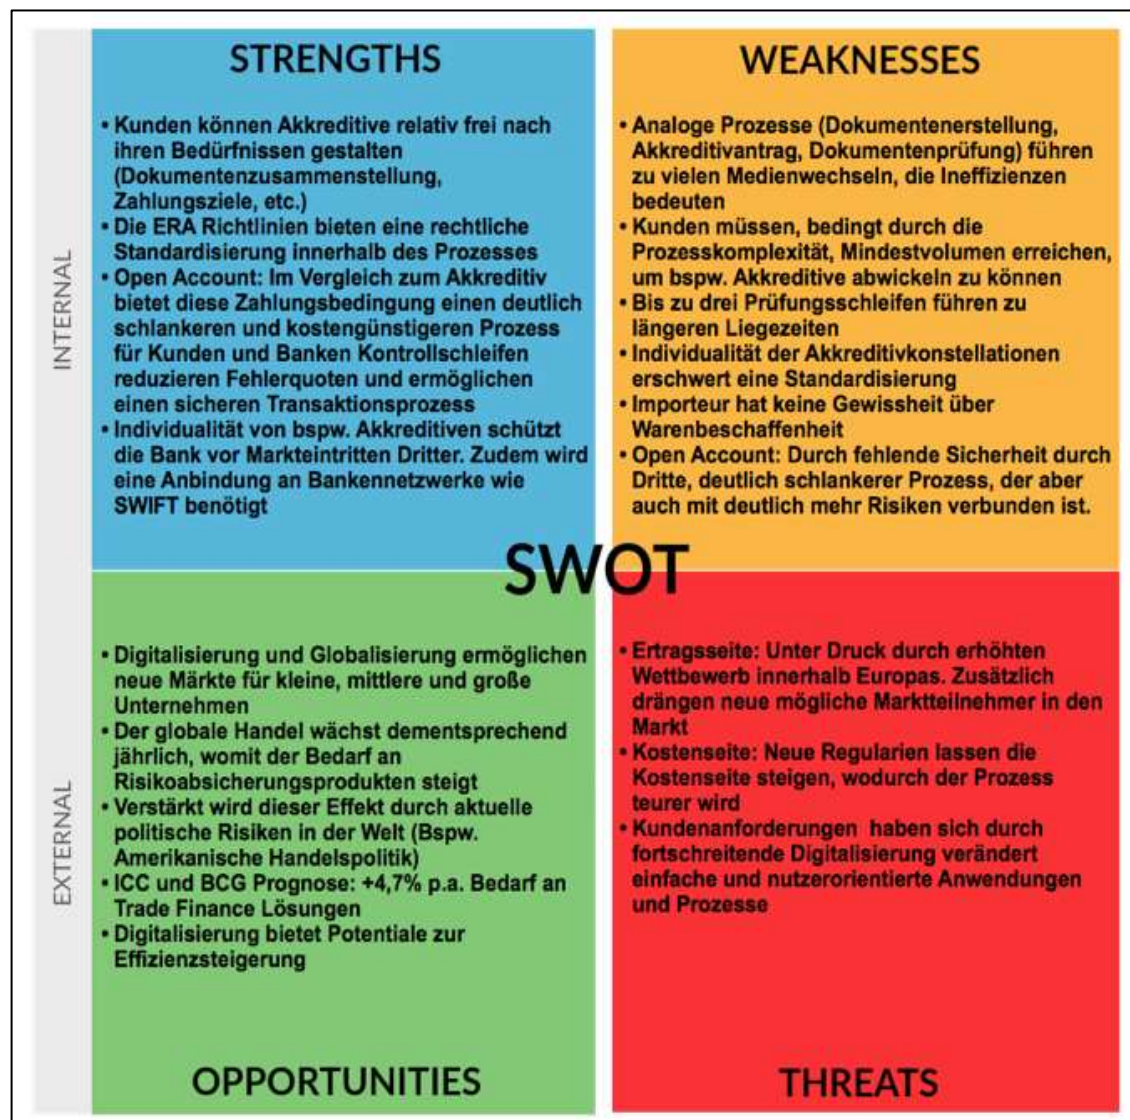 STRENGTHS
• Kunden können Akkreditive relativ frei nach
ihren Bedürfnissen gestalten
(Dokumentenzusammenstellung,
Zahlungsziele, etc.)
• Die ERA Richtlinien bieten eine rechtliche
Standardisierung innerhalb des Prozesses
• Open Account: Im Vergleich zum Akkreditiv
bietet diese Zahlungsbedingung einen deutlich
schlankeren und kostengünstigeren Prozess
für Kunden und Banken Kontrollschleifen
reduzieren Fehlerquoten und ermöglichen
einen sicheren Transaktionsprozess
• Individualität von bspw. Akkreditiven schützt
die Bank vor Markteintritten Dritter. Zudem wird
eine Anbindung an Bankennetzwerke wie
SWIFT benötigt
WEAKNESSES
• Analoge Prozesse (Dokumentenerstellung,
Akkreditivantrag, Dokumentenprüfung) führen
zu vielen Medienwechseln, die Ineffizienzen
bedeuten
• Kunden müssen, bedingt durch die
Prozesskomplexität, Mindestvolumen erreichen,
um bspw. Akkreditive abwickeln zu können
• Bis zu drei Prüfungsschleifen führen zu
längeren Liegezeiten
• Individualität der Akkreditivkonstellationen
erschwert eine Standardisierung
• Importeur hat keine Gewissheit über
Warenbeschaffenheit
• Open Account: Durch fehlende Sicherheit durch
Dritte, deutlich schlankerer Prozess, der aber
auch mit deutlich mehr Risiken verbunden ist.
INTERNAL
SWOT
EXTERNAL
• Digitalisierung und Globalisierung ermöglichen
neue Märkte für kleine, mittlere und große
Unternehmen
• Der globale Handel wächst dementsprechend
jährlich, womit der Bedarf an
Risikoabsicherungsprodukten steigt
• Verstärkt wird dieser Effekt durch aktuelle
politische Risiken in der Welt (Bspw.
Amerikanische Handelspolitik)
• ICC und BCG Prognose: +4,7% p.a. Bedarf an
Trade Finance Lösungen
• Digitalisierung bietet Potentiale zur
Effizienzsteigerung
OPPORTUNITIES
• Ertragsseite: Unter Druck durch erhöhten
Wettbewerb innerhalb Europas. Zusätzlich
drängen neue mögliche Marktteilnehmer in den
Markt
• Kostenseite: Neue Regularien lassen die
Kostenseite steigen, wodurch der Prozess
teurer wird
• Kundenanforderungen haben sich durch
fortschreitende Digitalisierung verändert
einfache und nutzerorientierte Anwendungen
und Prozesse
THREATS